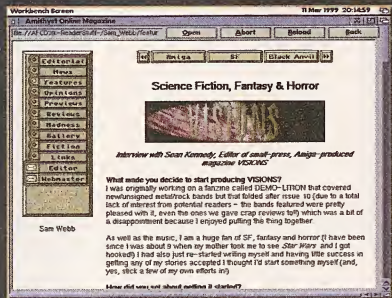 Workbench Screen 11 Mar 1999 20:14:59
Amethyst Online Magazine
Open Abort Reload Back
Editorial
News
Features
Opinions
Previews
Reviews
Madness
Gallery
Fiction
Links
Editor
Webmaster
Sam Webb
Amiga SF Black Anvil
Science Fiction, Fantasy & Horror
VISIONS
Interview with Sean Kennedy, Editor of small-press, Amiga-produced
magazine VISIONS
What made you decide to start producing VISIONS?
I was originally working on a fanzine called DEMO-LITION that covered
new/unsigned metal/rock bands but that folded after issue 10 (due to a total
lack of interest from potential readers - the bands featured were pretty
pleased with it, even the ones we gave crap reviews to!) which was a bit of
a disappointment because I enjoyed putting the thing together.
As well as the music, I am a huge fan of SF, fantasy and horror (I have been
since I was about 9 when my mother took me to see Star Wars and I got
hooked!) I had also just re-started writing myself and having little success in
getting any of my stories accepted I thought I'd start something myself (and,
yes, stick a few of my own efforts in!)
How did you set about getting it started?